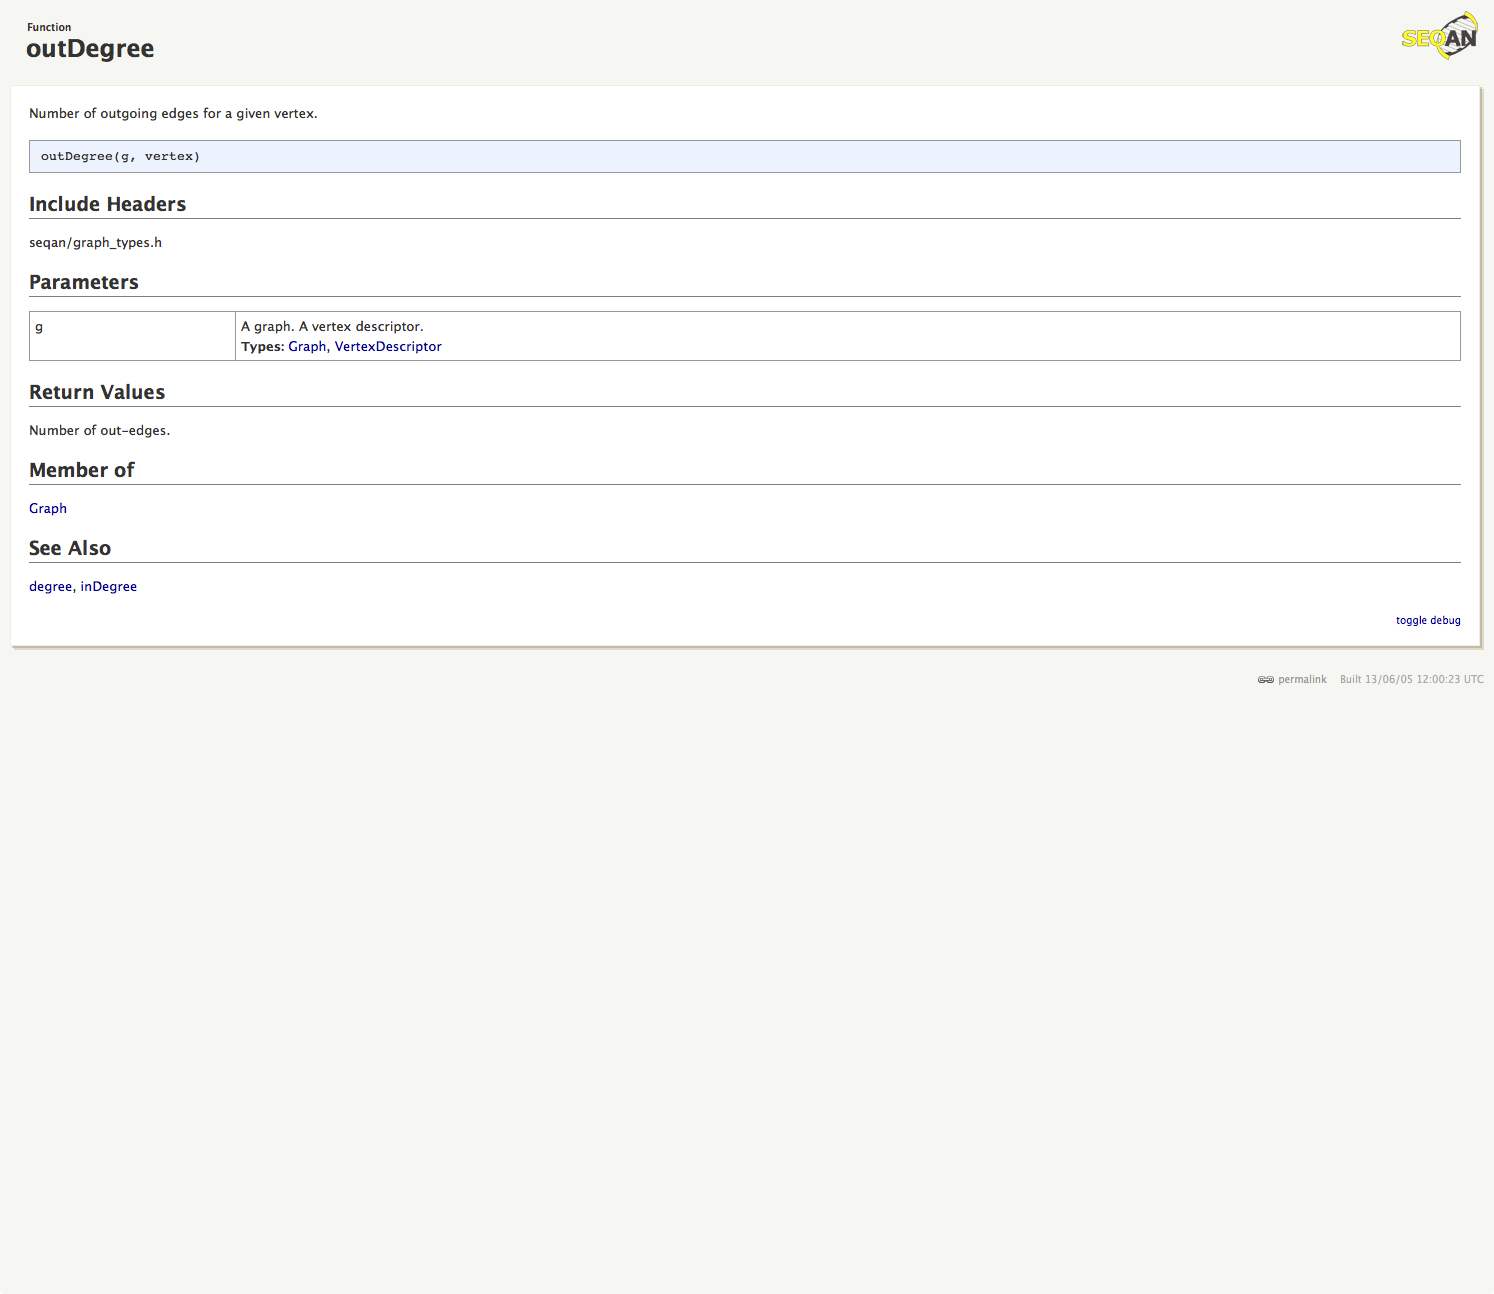 Function
outDegree
SEQAN
Number of outgoing edges for a given vertex.
outDegree(g, vertex)
Include Headers
seqan/graph_types.h
Parameters
g
A graph. A vertex descriptor.
Types: Graph, VertexDescriptor
Return Values
Number of out-edges.
Member of
Graph
See Also
degree, inDegree
toggle debug
permalink Built 13/06/05 12:00:23 UTC